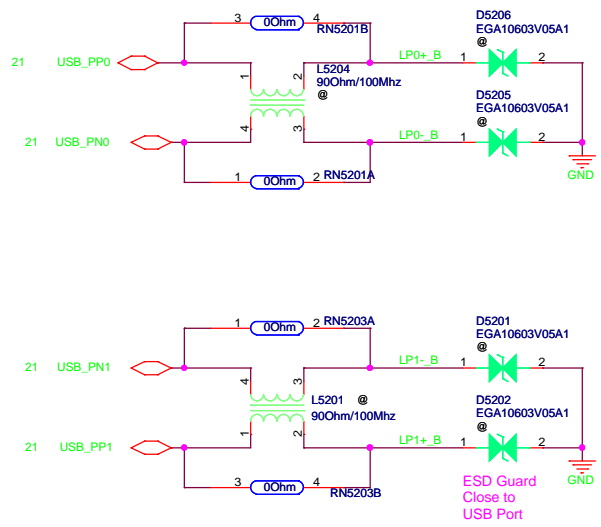 3 0Ohm 4
RN5201B
D5206
EGA10603V05A1
@
21 USB_PP0
LP0+_B
1 2
1 2
L5204
90Ohm/100Mhz
@
D5205
EGA10603V05A1
@
4 3
21 USB_PN0
LP0-_B
1 2
1 0Ohm 2 RN5201A
GND
1 0Ohm 2 RN5203A
D5201
EGA10603V05A1
@
21 USB_PN1
LP1-_B
1 2
4 3
L5201 @
90Ohm/100Mhz
D5202
EGA10603V05A1
@
1 2
21 USB_PP1
LP1+_B
1 2
3 0Ohm 4
RN5203B
GND
ESD Guard
Close to
USB Port